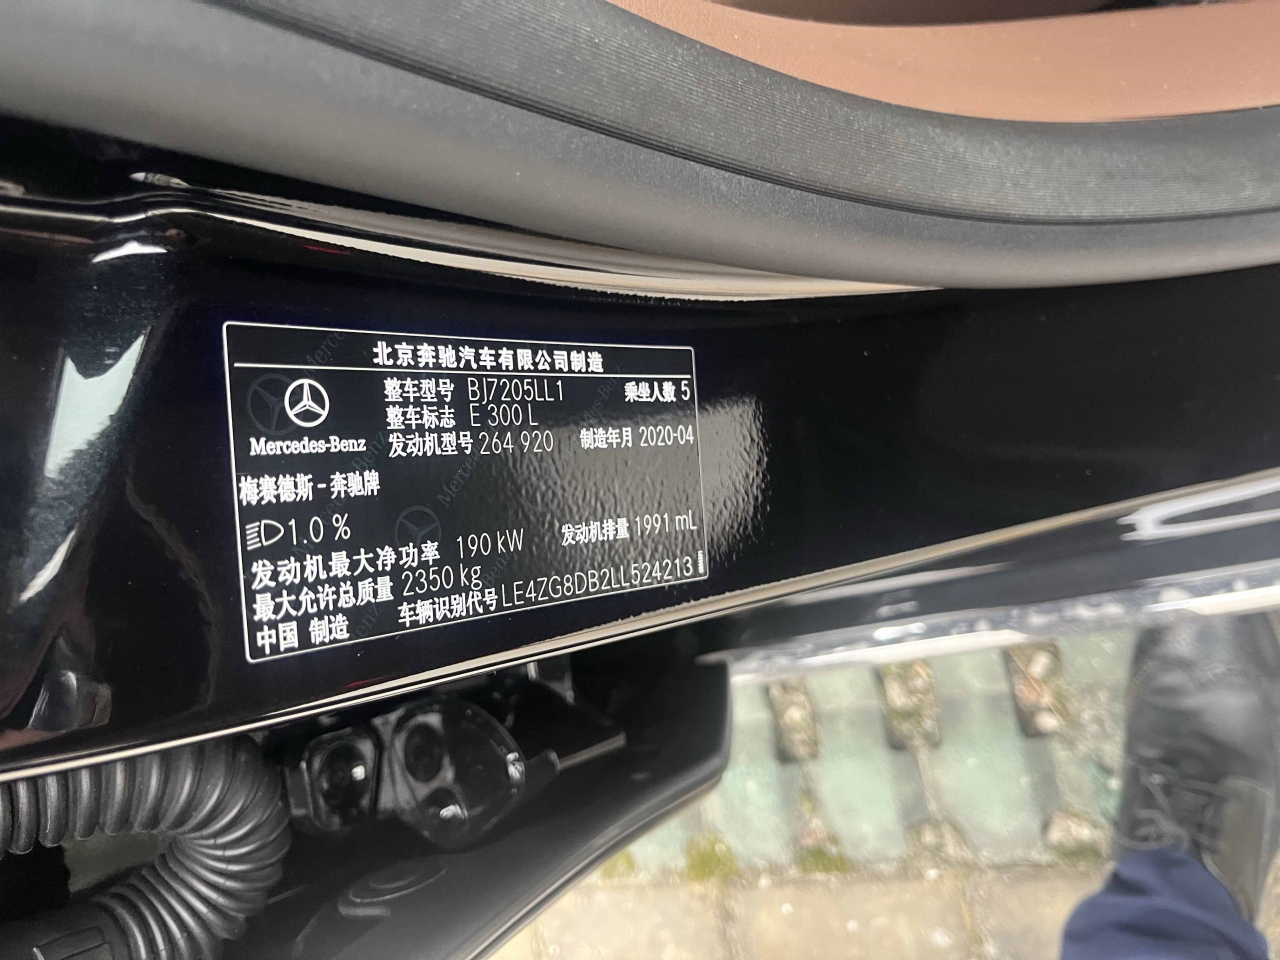 北京奔驰汽车有限公司制造
整车型号 BJ7205LL1 乘坐人数 5
整车标志 E 300 L
发动机型号 264 920 制造年月 2020-04
Mercedes-Benz
梅赛德斯-奔驰牌
1.0 %
发动机最大净功率 190 kW 发动机排量 1991 mL
最大允许总质量 2350 kg
中国 制造 车辆识别代号 LE4ZG8DB2LL524213